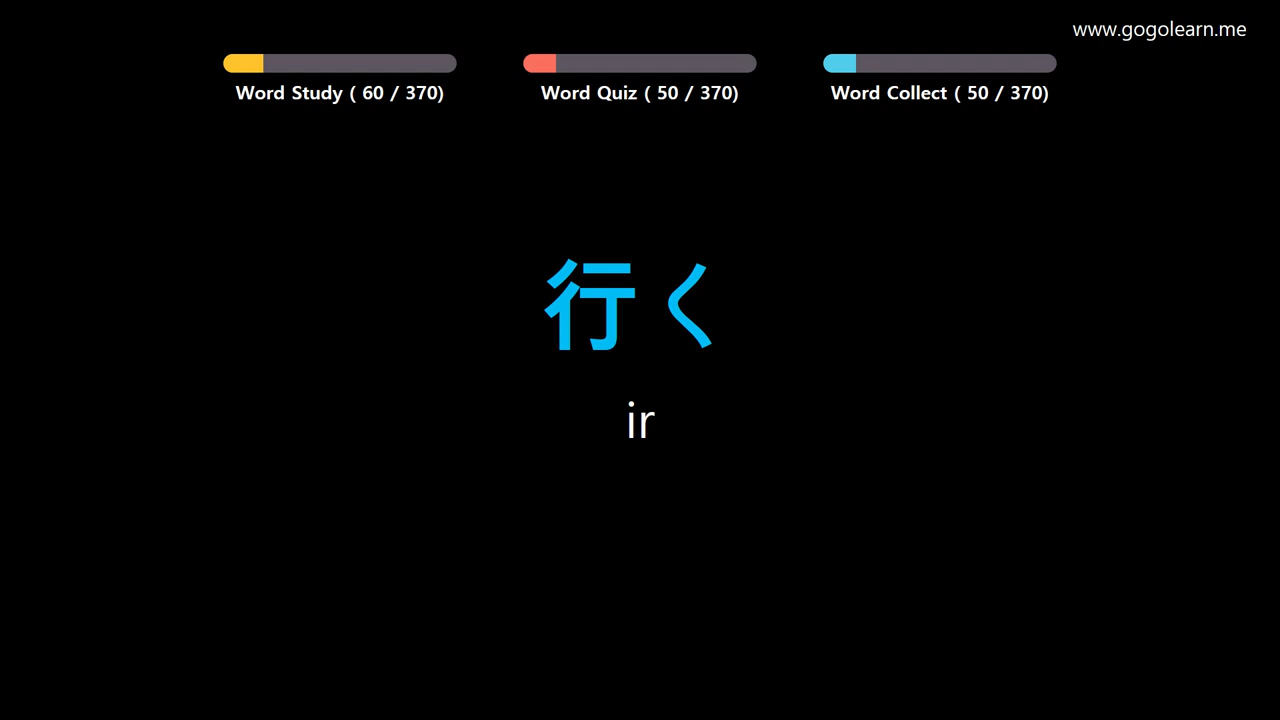 www.gogolearn.me
Word Study ( 60 / 370)
Word Quiz ( 50 / 370)
Word Collect ( 50 / 370)
行く
ir